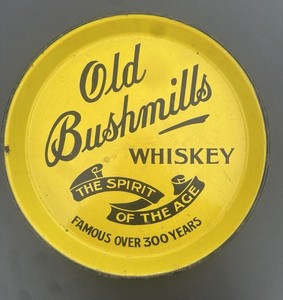 Old
Bushmills
WHISKEY
THE SPIRIT
OF THE AGE
FAMOUS OVER 300 YEARS